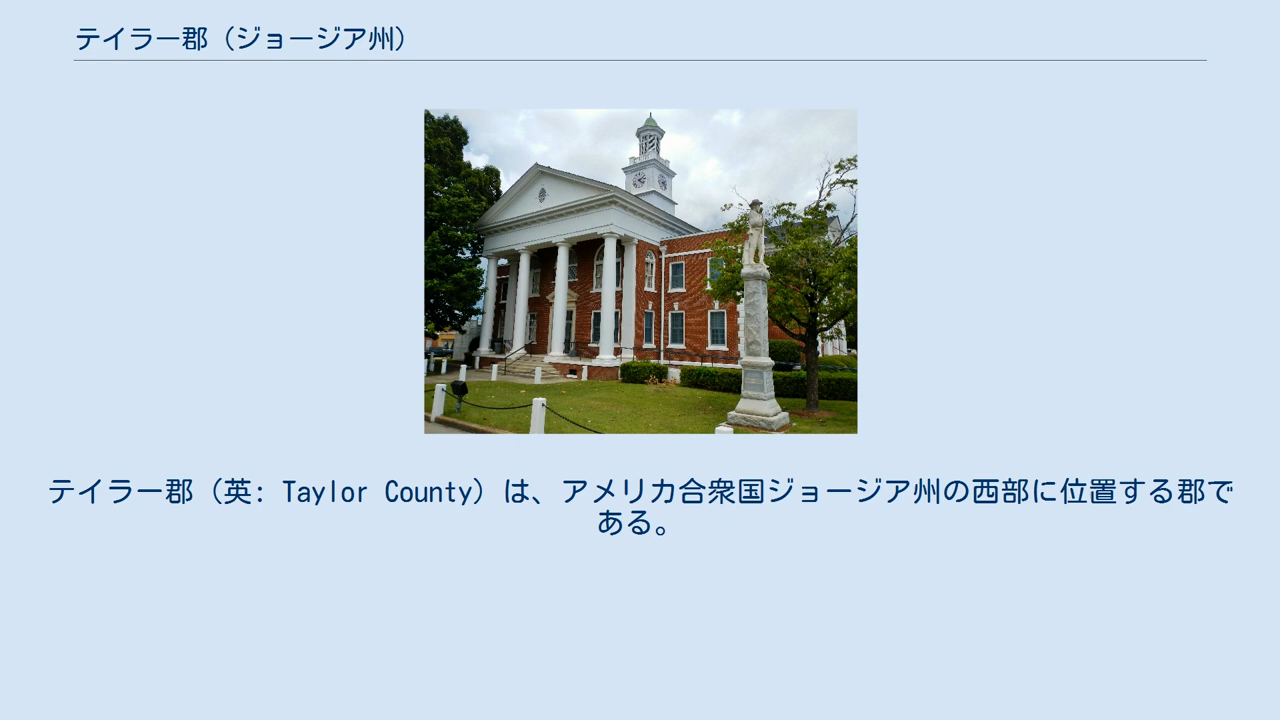 テイラー郡（ジョージア州）
テイラー郡（英: Taylor County）は、アメリカ合衆国ジョージア州の西部に位置する郡で
ある。